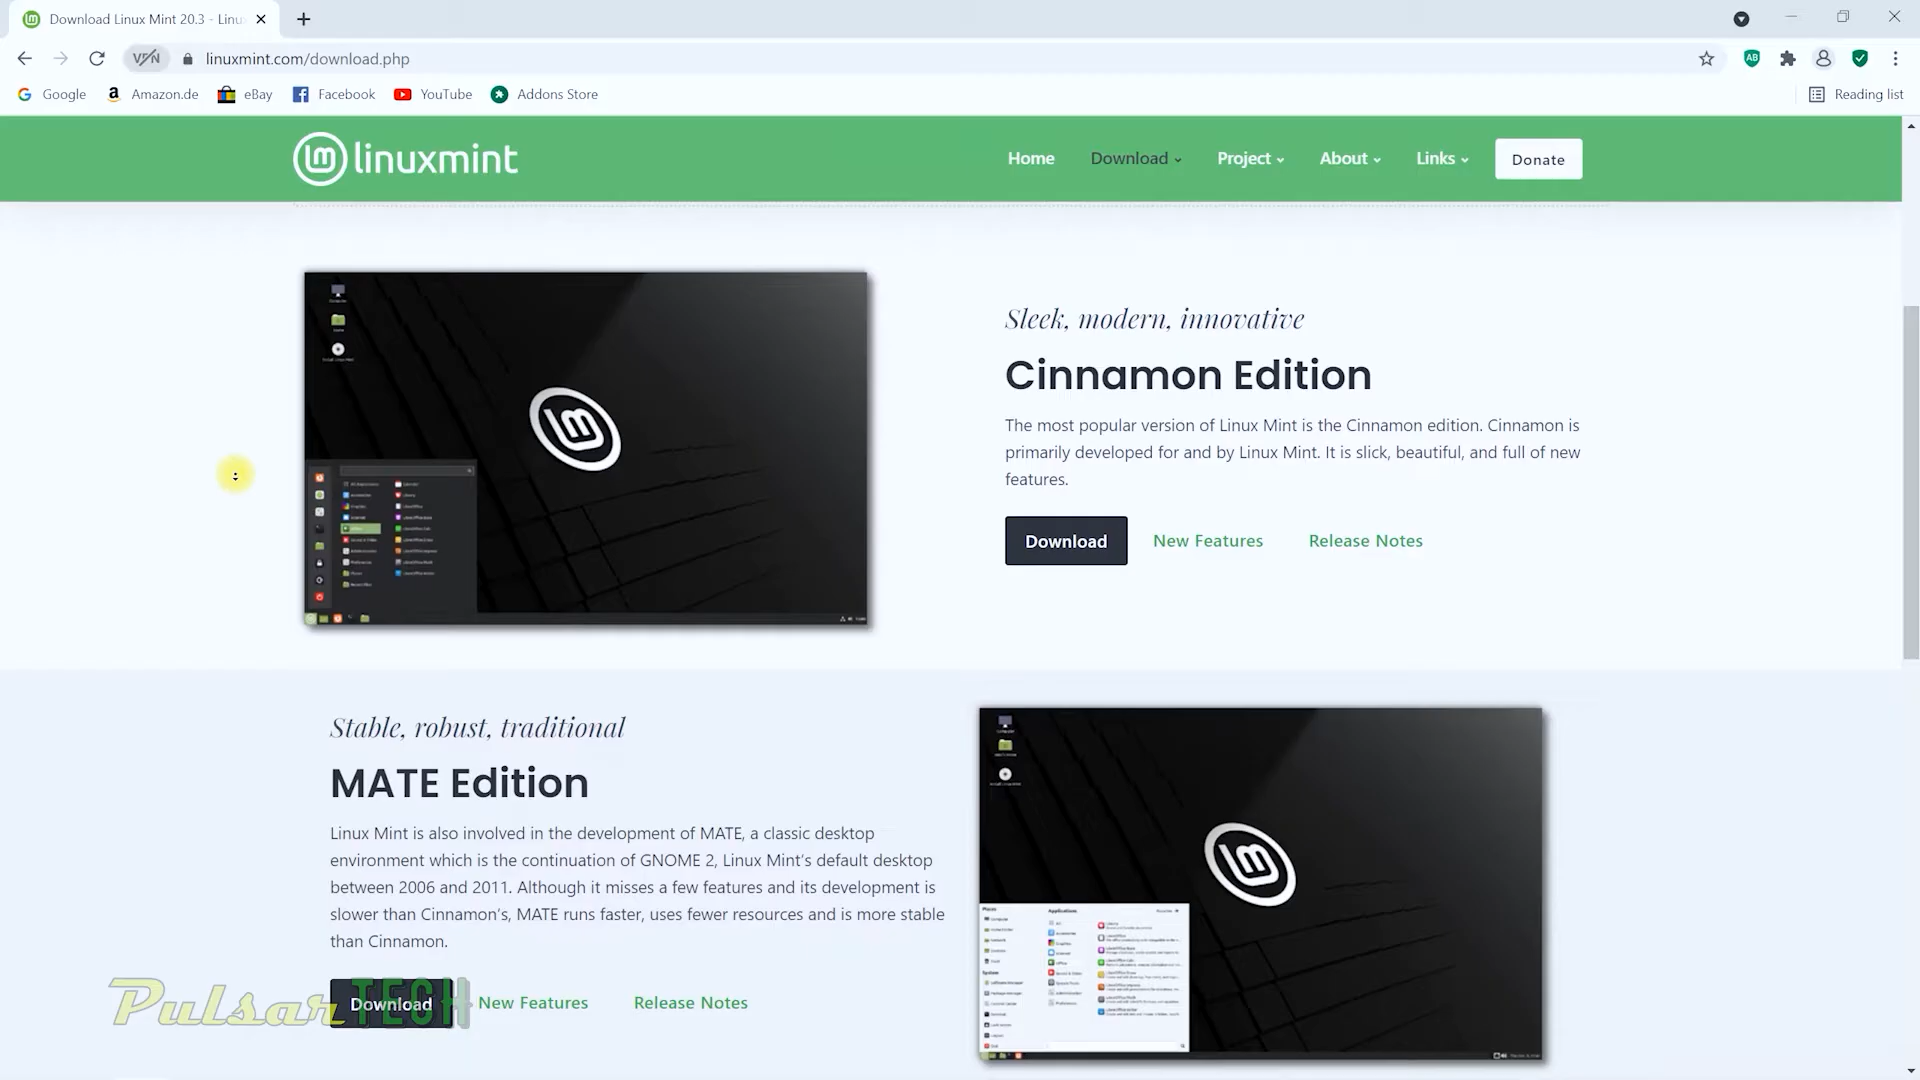 Download Linux Mint 20.3 - Linu
VPN
linuxmint.com/download.php
AB
Google
Amazon.de
eBay
Facebook
YouTube
Addons Store
Reading list
linuxmint
Home
Download
Project
About
Links
Donate
Sleek, modern, innovative
Cinnamon Edition
The most popular version of Linux Mint is the Cinnamon edition. Cinnamon is
primarily developed for and by Linux Mint. It is slick, beautiful, and full of new
features.
Download
New Features
Release Notes
Stable, robust, traditional
MATE Edition
Linux Mint is also involved in the development of MATE, a classic desktop
environment which is the continuation of GNOME 2, Linux Mint's default desktop
between 2006 and 2011. Although it misses a few features and its development is
slower than Cinnamon's, MATE runs faster, uses fewer resources and is more stable
than Cinnamon.
Download
New Features
Release Notes
Pulsar TECH
Places
Applications
System